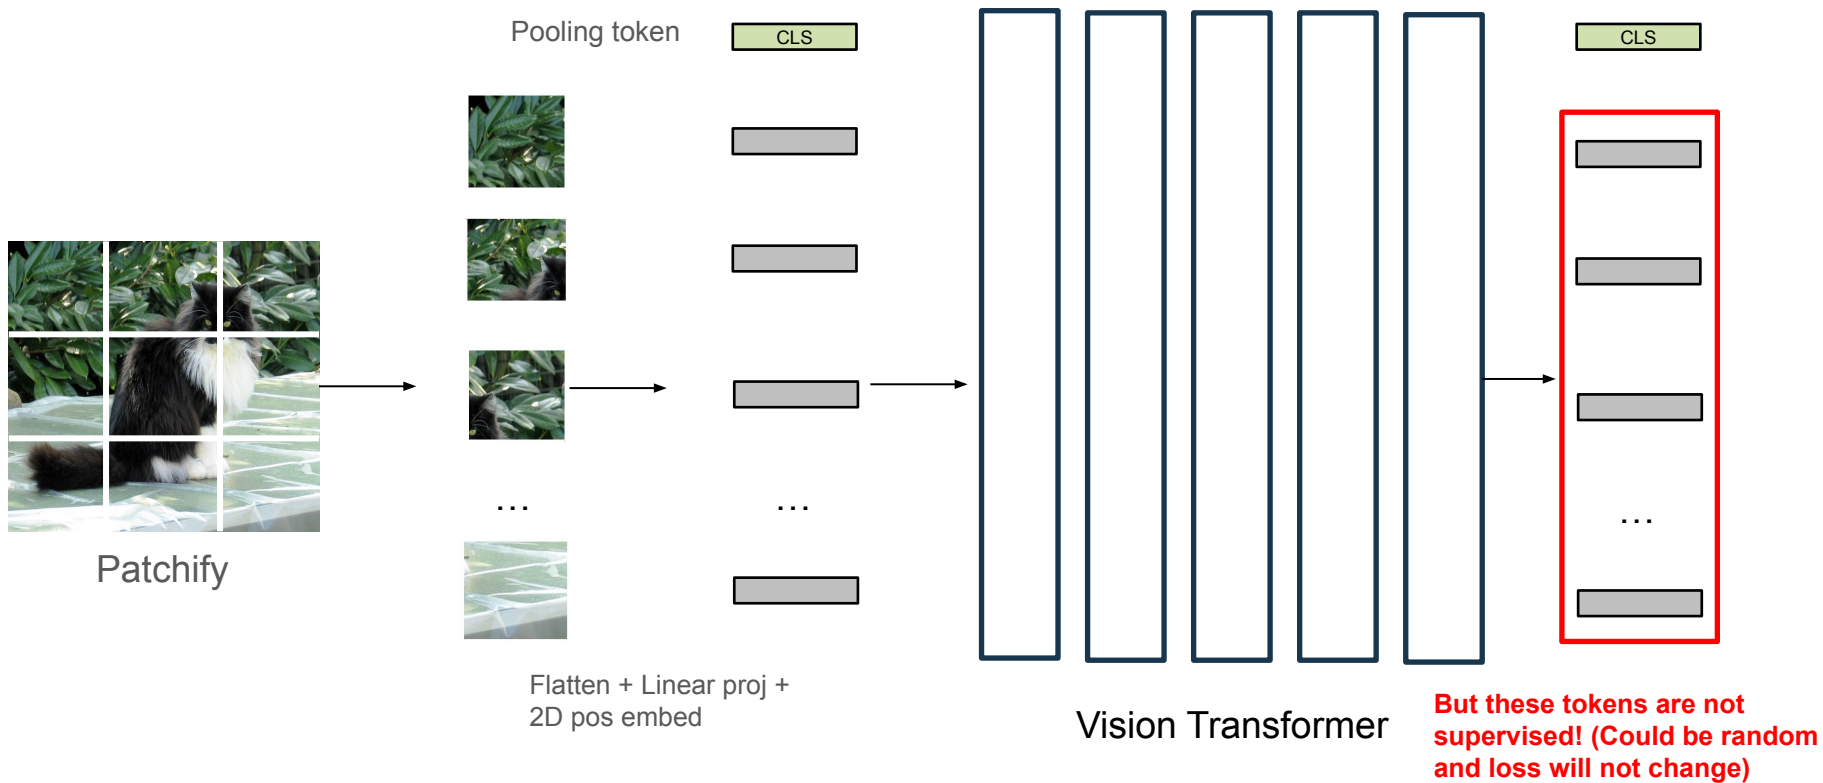 Pooling token
CLS
CLS
...
...
...
Patchify
Flatten + Linear proj +
2D pos embed
Vision Transformer
But these tokens are not
supervised! (Could be random
and loss will not change)